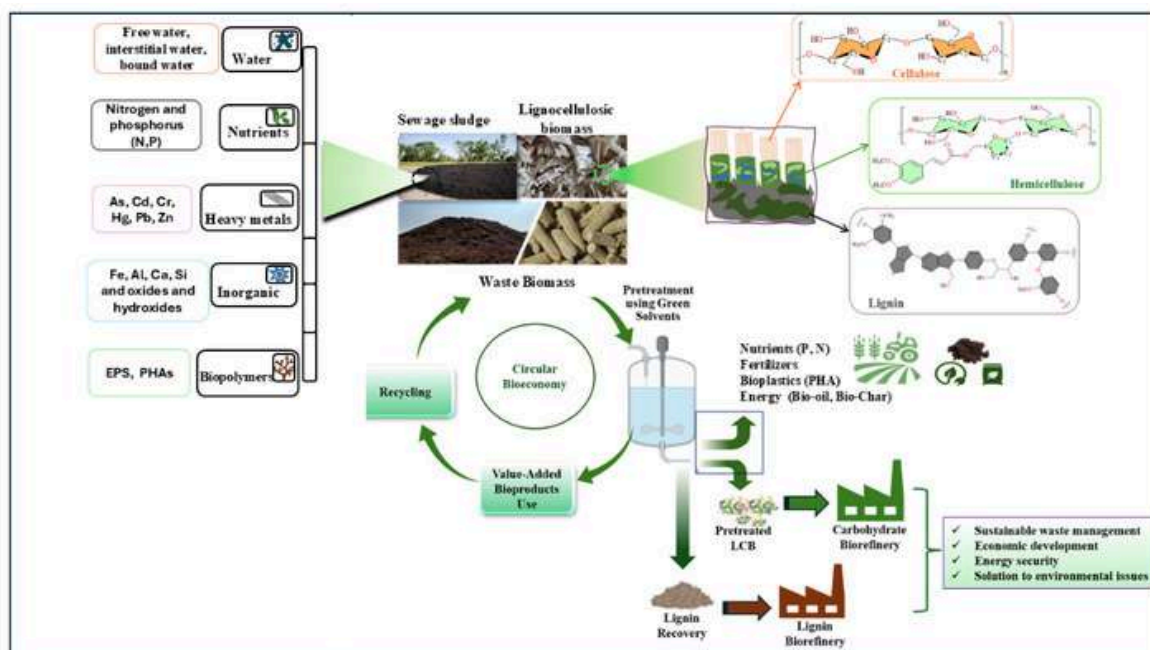 Free water,
interstitial water,
bound water
Water
Nitrogen and
phosphorus
(N,P)
Nutrients
As, Cd, Cr,
Hg, Pb, Zn
Heavy metals
Fe, Al, Ca, Si
and oxides and
hydroxides
Inorganic
EPS, PHAs
Biopolymers
Sewage sludge
Lignocellulosic
biomass
Waste Biomass
Cellulose
Hemicellulose
Lignin
Pretreatment
using Green
Solvents
Circular
Bioeconomy
Recycling
Value-Added
Bioproducts
Use
Nutrients (P, N)
Fertilizers
Bioplastics (PHA)
Energy (Bio-oil, Bio-Char)
Pretreated
LCB
Carbohydrate
Biorefinery
Lignin
Recovery
Lignin
Biorefinery
✓ Sustainable waste management
✓ Economic development
✓ Energy security
✓ Solution to environmental issues